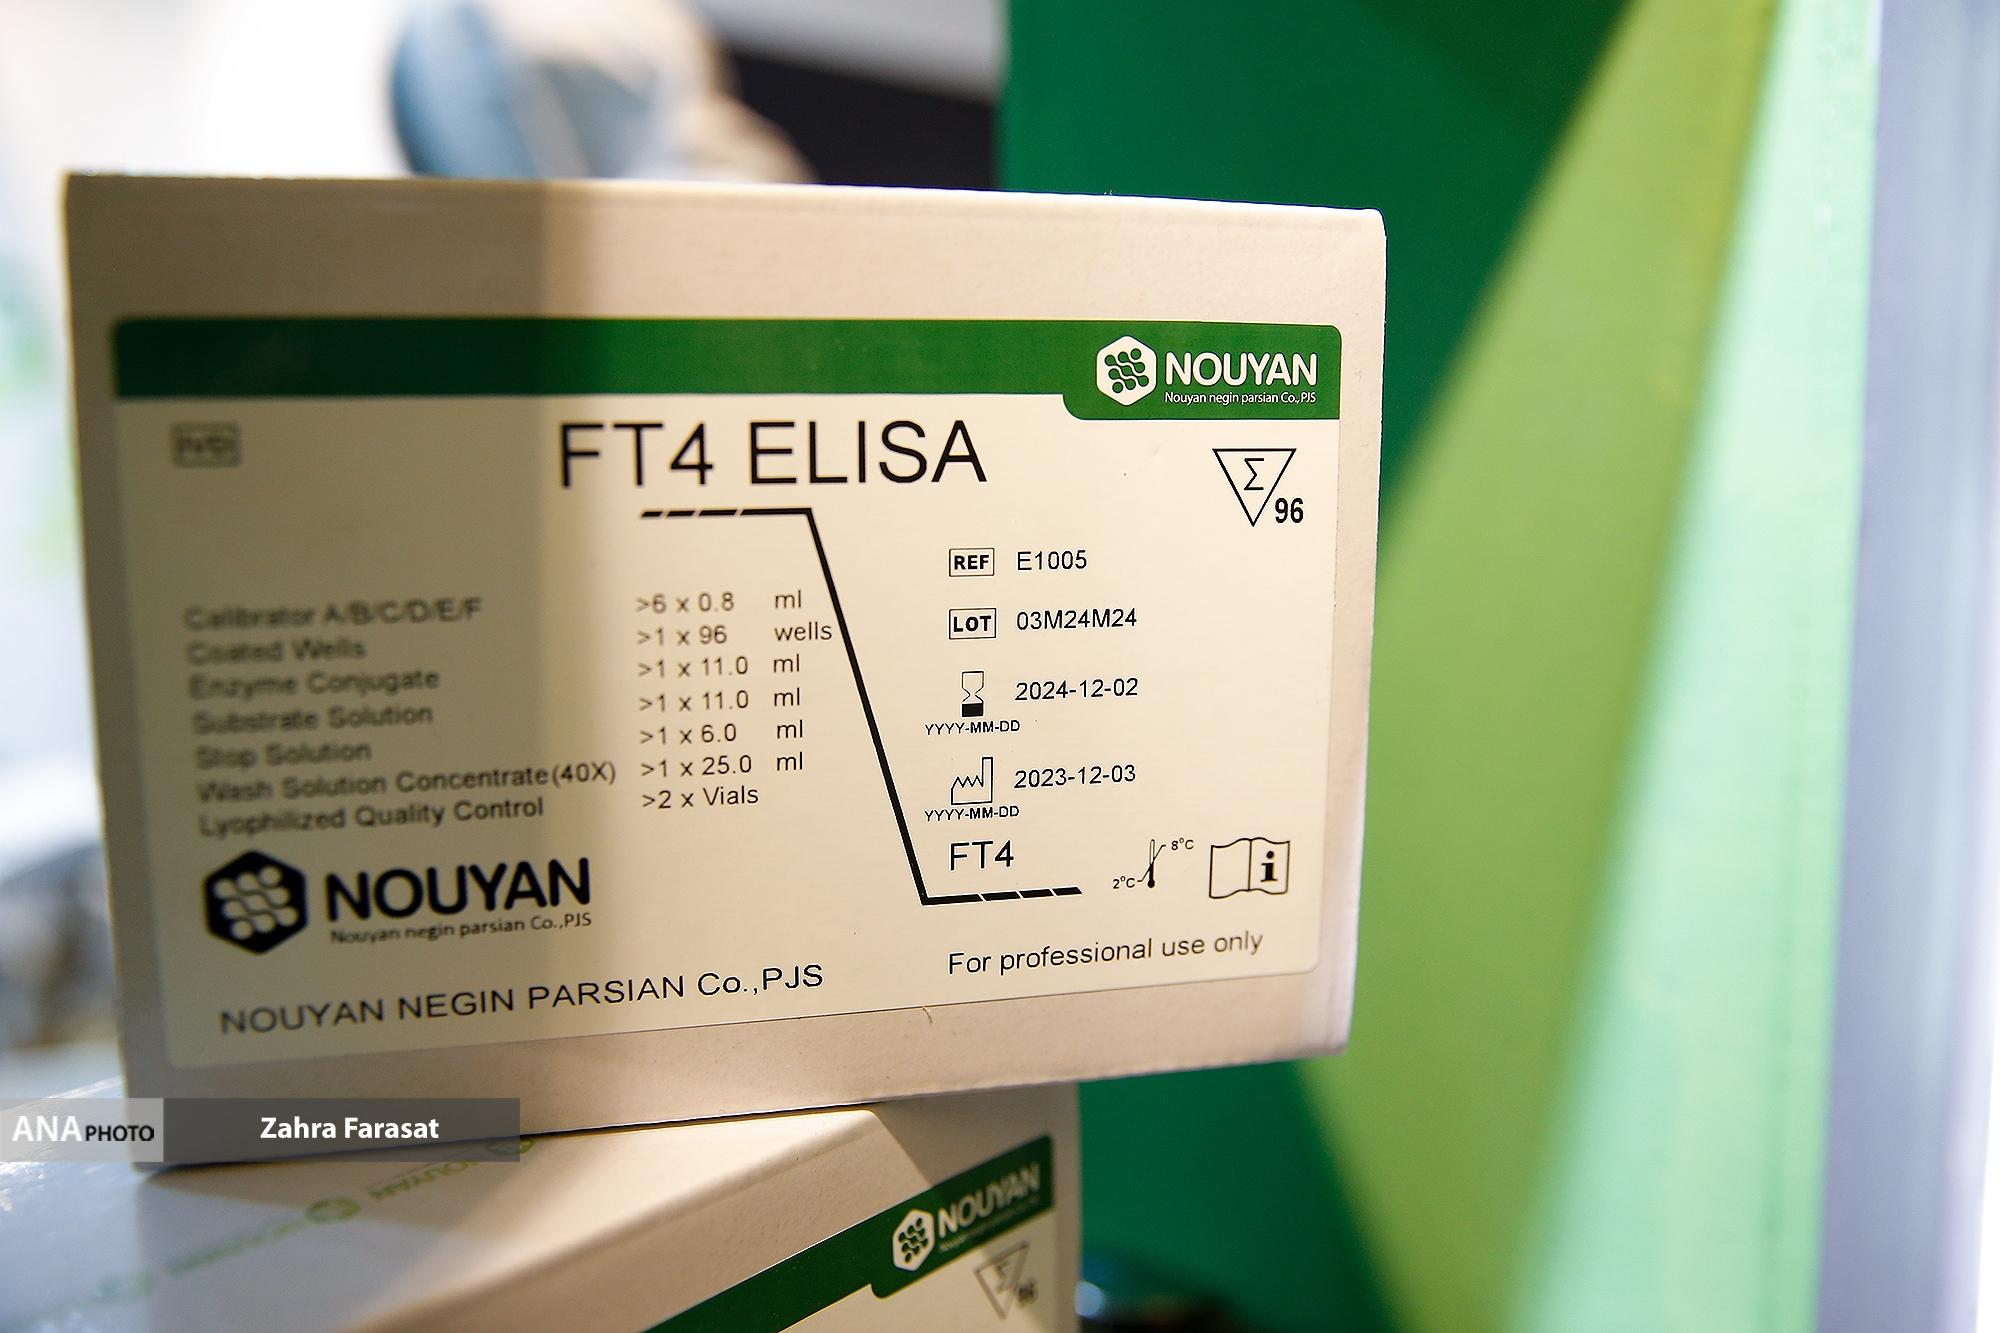 NOUYAN
Nouyan negin parsian Co.,PJS
IVD
FT4 ELISA
Σ 96
REF E1005
LOT 03M24M24
2024-12-02
YYYY-MM-DD
2023-12-03
YYYY-MM-DD
FT4
2°C 8°C
i
For professional use only
Calibrator A/B/C/D/E/F >6 x 0.8 ml
Coated Wells >1 x 96 wells
Enzyme Conjugate >1 x 11.0 ml
Substrate Solution >1 x 11.0 ml
Stop Solution >1 x 6.0 ml
Wash Solution Concentrate(40X) >1 x 25.0 ml
Lyophilized Quality Control >2 x Vials
NOUYAN
Nouyan negin parsian Co.,PJS
NOUYAN NEGIN PARSIAN Co.,PJS
ANA PHOTO Zahra Farasat
NOUYAN
NOUYAN
Σ 96